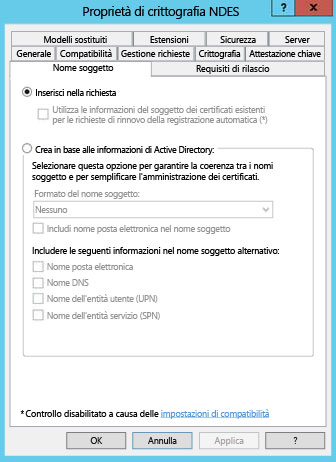 Proprietà di crittografia NDES
?
x
Modelli sostituiti Estensioni Sicurezza Server
Generale Compatibilità Gestione richieste Crittografia Attestazione chiave
Nome soggetto Requisiti di rilascio
Inserisci nella richiesta
Utilizza le informazioni del soggetto dei certificati esistenti
per le richieste di rinnovo della registrazione automatica (*)
Crea in base alle informazioni di Active Directory:
Selezionare questa opzione per garantire la coerenza tra i nomi
soggetto e per semplificare l'amministrazione dei certificati.
Formato del nome soggetto:
Nessuno
Includi nome posta elettronica nel nome soggetto
Includere le seguenti informazioni nel nome soggetto alternativo:
Nome posta elettronica
Nome DNS
Nome dell'entità utente (UPN)
Nome dell'entità servizio (SPN)
*Controllo disabilitato a causa delle impostazioni di compatibilità
OK Annulla Applica ?